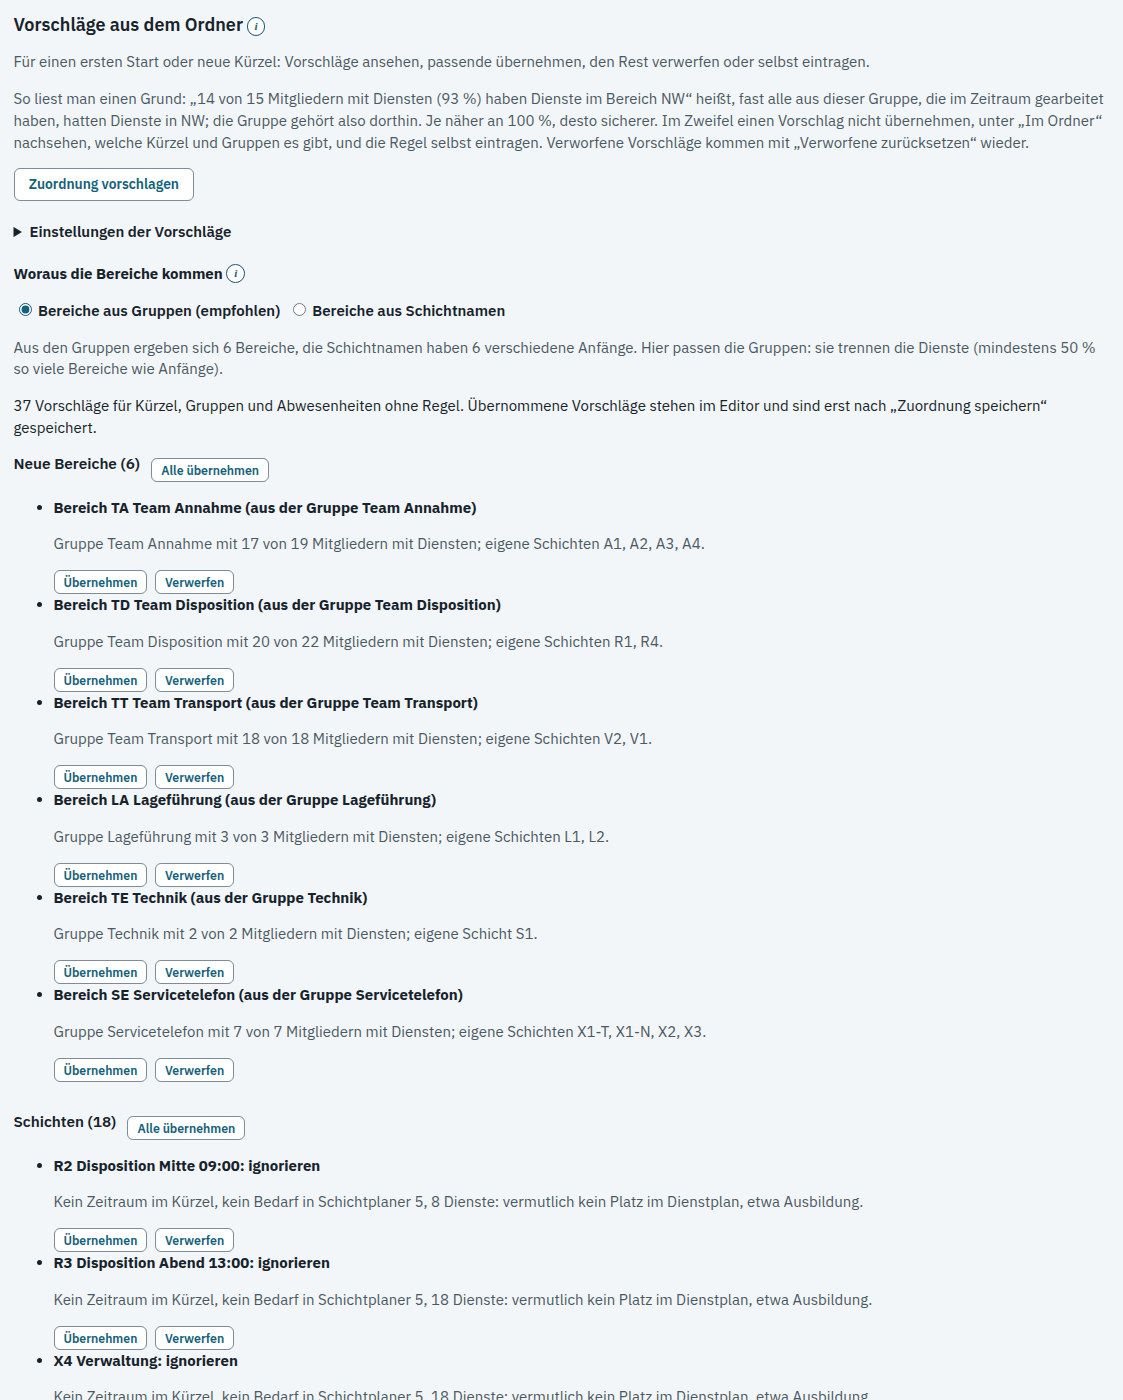 Vorschläge aus dem Ordner i
Für einen ersten Start oder neue Kürzel: Vorschläge ansehen, passende übernehmen, den Rest verwerfen oder selbst eintragen.
So liest man einen Grund: „14 von 15 Mitgliedern mit Diensten (93 %) haben Dienste im Bereich NW“ heißt, fast alle aus dieser Gruppe, die im Zeitraum gearbeitet
haben, hatten Dienste in NW; die Gruppe gehört also dorthin. Je näher an 100 %, desto sicherer. Im Zweifel einen Vorschlag nicht übernehmen, unter „Im Ordner“
nachsehen, welche Kürzel und Gruppen es gibt, und die Regel selbst eintragen. Verworfene Vorschläge kommen mit „Verworfene zurücksetzen“ wieder.
Zuordnung vorschlagen
Einstellungen der Vorschläge
Woraus die Bereiche kommen i
Bereiche aus Gruppen (empfohlen) Bereiche aus Schichtnamen
Aus den Gruppen ergeben sich 6 Bereiche, die Schichtnamen haben 6 verschiedene Anfänge. Hier passen die Gruppen: sie trennen die Dienste (mindestens 50 %
so viele Bereiche wie Anfänge).
37 Vorschläge für Kürzel, Gruppen und Abwesenheiten ohne Regel. Übernommene Vorschläge stehen im Editor und sind erst nach „Zuordnung speichern“
gespeichert.
Neue Bereiche (6) Alle übernehmen
Bereich TA Team Annahme (aus der Gruppe Team Annahme)
Gruppe Team Annahme mit 17 von 19 Mitgliedern mit Diensten; eigene Schichten A1, A2, A3, A4.
Übernehmen Verwerfen
Bereich TD Team Disposition (aus der Gruppe Team Disposition)
Gruppe Team Disposition mit 20 von 22 Mitgliedern mit Diensten; eigene Schichten R1, R4.
Übernehmen Verwerfen
Bereich TT Team Transport (aus der Gruppe Team Transport)
Gruppe Team Transport mit 18 von 18 Mitgliedern mit Diensten; eigene Schichten V2, V1.
Übernehmen Verwerfen
Bereich LA Lageführung (aus der Gruppe Lageführung)
Gruppe Lageführung mit 3 von 3 Mitgliedern mit Diensten; eigene Schichten L1, L2.
Übernehmen Verwerfen
Bereich TE Technik (aus der Gruppe Technik)
Gruppe Technik mit 2 von 2 Mitgliedern mit Diensten; eigene Schicht S1.
Übernehmen Verwerfen
Bereich SE Servicetelefon (aus der Gruppe Servicetelefon)
Gruppe Servicetelefon mit 7 von 7 Mitgliedern mit Diensten; eigene Schichten X1-T, X1-N, X2, X3.
Übernehmen Verwerfen
Schichten (18) Alle übernehmen
R2 Disposition Mitte 09:00: ignorieren
Kein Zeitraum im Kürzel, kein Bedarf in Schichtplaner 5, 8 Dienste: vermutlich kein Platz im Dienstplan, etwa Ausbildung.
Übernehmen Verwerfen
R3 Disposition Abend 13:00: ignorieren
Kein Zeitraum im Kürzel, kein Bedarf in Schichtplaner 5, 18 Dienste: vermutlich kein Platz im Dienstplan, etwa Ausbildung.
Übernehmen Verwerfen
X4 Verwaltung: ignorieren
Kein Zeitraum im Kürzel, kein Bedarf in Schichtplaner 5, 18 Dienste: vermutlich kein Platz im Dienstplan, etwa Ausbildung.